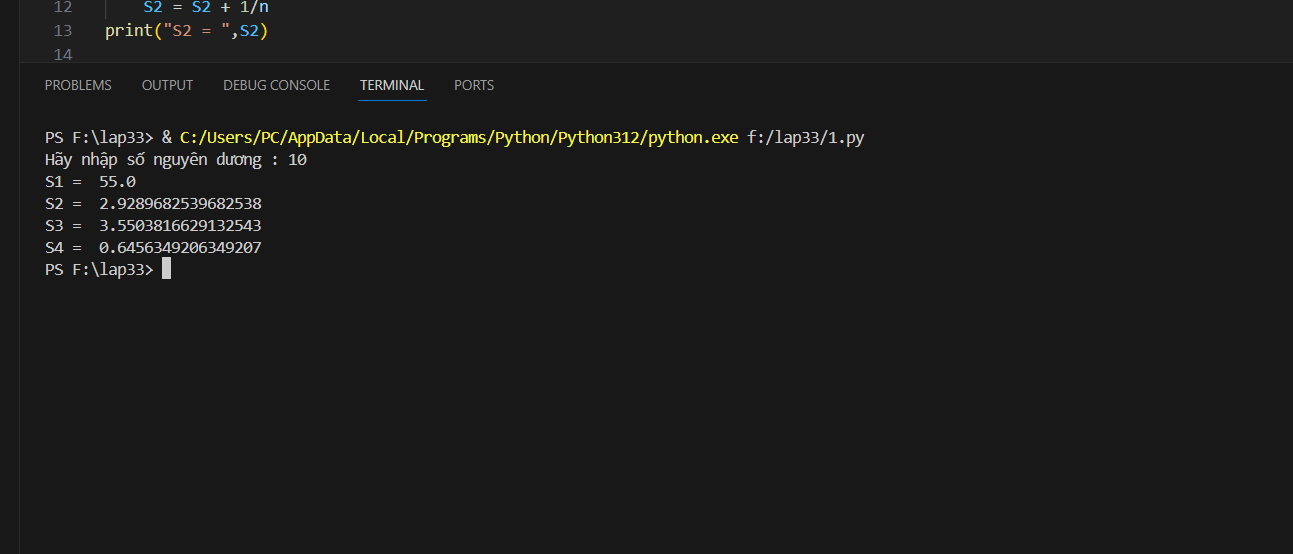 12 S2 = S2 + 1/n
13 print("S2 = ",S2)
14
PROBLEMS OUTPUT DEBUG CONSOLE TERMINAL PORTS
PS F:\lap33> & C:/Users/PC/AppData/Local/Programs/Python/Python312/python.exe f:/lap33/1.py
Hãy nhập số nguyên dương : 10
S1 =  55.0
S2 =  2.9289682539682538
S3 =  3.5503816629132543
S4 =  0.6456349206349207
PS F:\lap33>